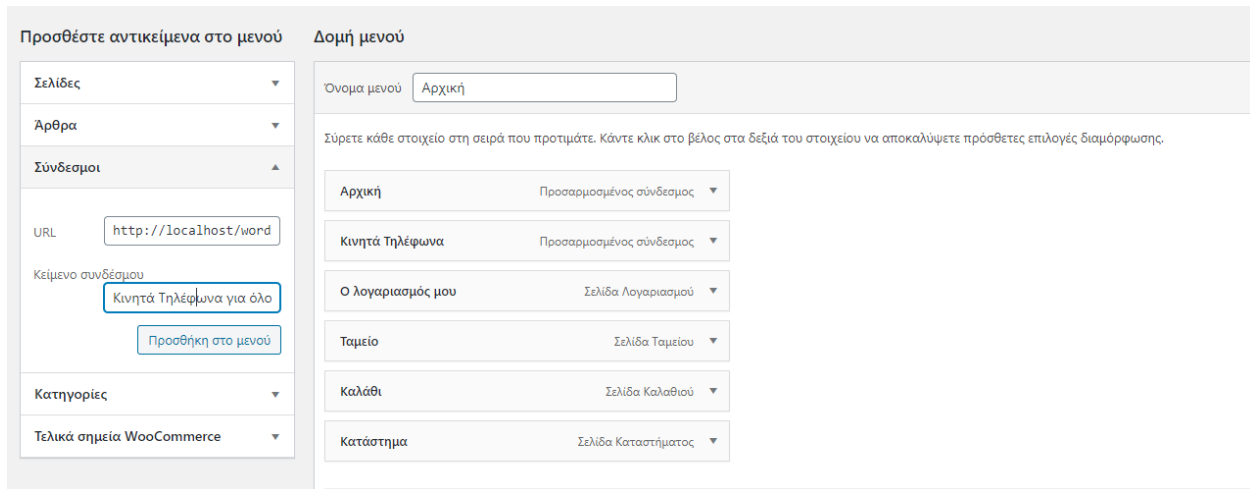 Προσθέστε αντικείμενα στο μενού
Δομή μενού
Σελίδες
Άρθρα
Σύνδεσμοι
URL http://localhost/word
Κείμενο συνδέσμου
Κινητά Τηλέφωνα για όλο
Προσθήκη στο μενού
Κατηγορίες
Τελικά σημεία WooCommerce
Όνομα μενού Αρχική
Σύρετε κάθε στοιχείο στη σειρά που προτιμάτε. Κάντε κλικ στο βέλος στα δεξιά του στοιχείου να αποκαλύψετε πρόσθετες επιλογές διαμόρφωσης.
Αρχική Προσαρμοσμένος σύνδεσμος
Κινητά Τηλέφωνα Προσαρμοσμένος σύνδεσμος
Ο λογαριασμός μου Σελίδα Λογαριασμού
Ταμείο Σελίδα Ταμείου
Καλάθι Σελίδα Καλαθιού
Κατάστημα Σελίδα Καταστήματος